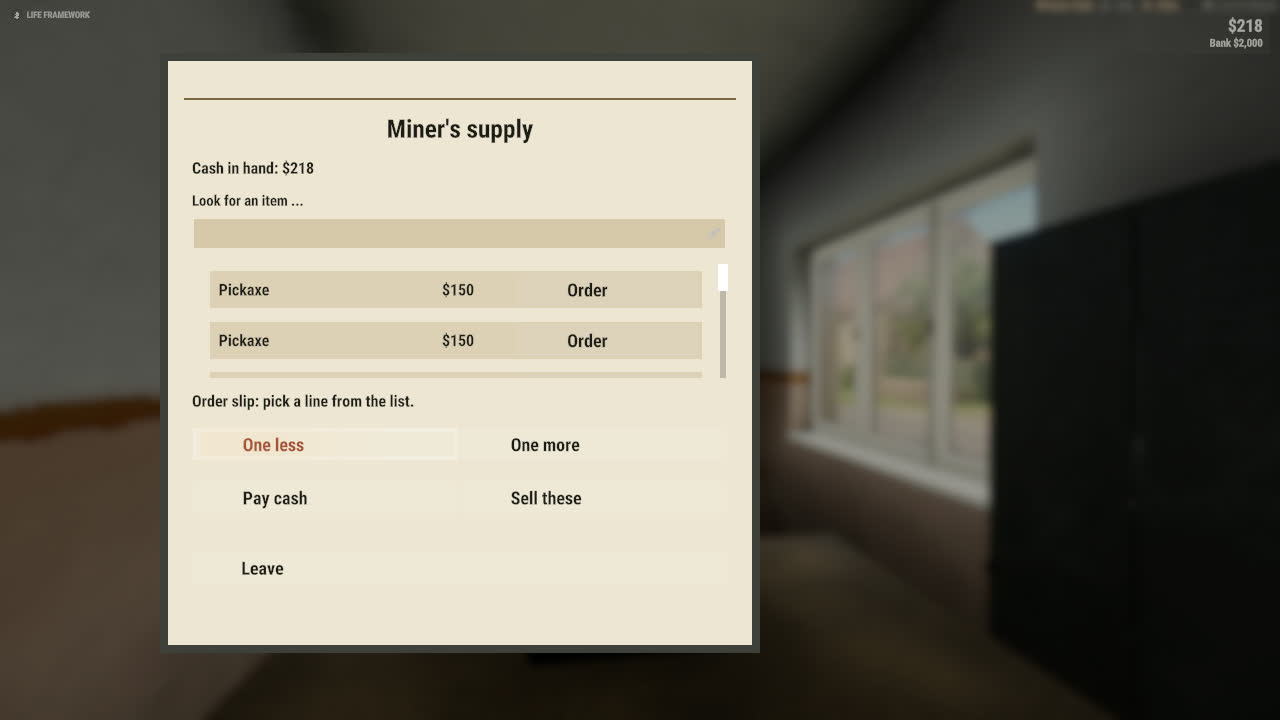 LIFE FRAMEWORK
$218
Bank $2,000
Miner's supply
Cash in hand: $218
Look for an item ...
Pickaxe $150 Order
Pickaxe $150 Order
Order slip: pick a line from the list.
One less One more
Pay cash Sell these
Leave